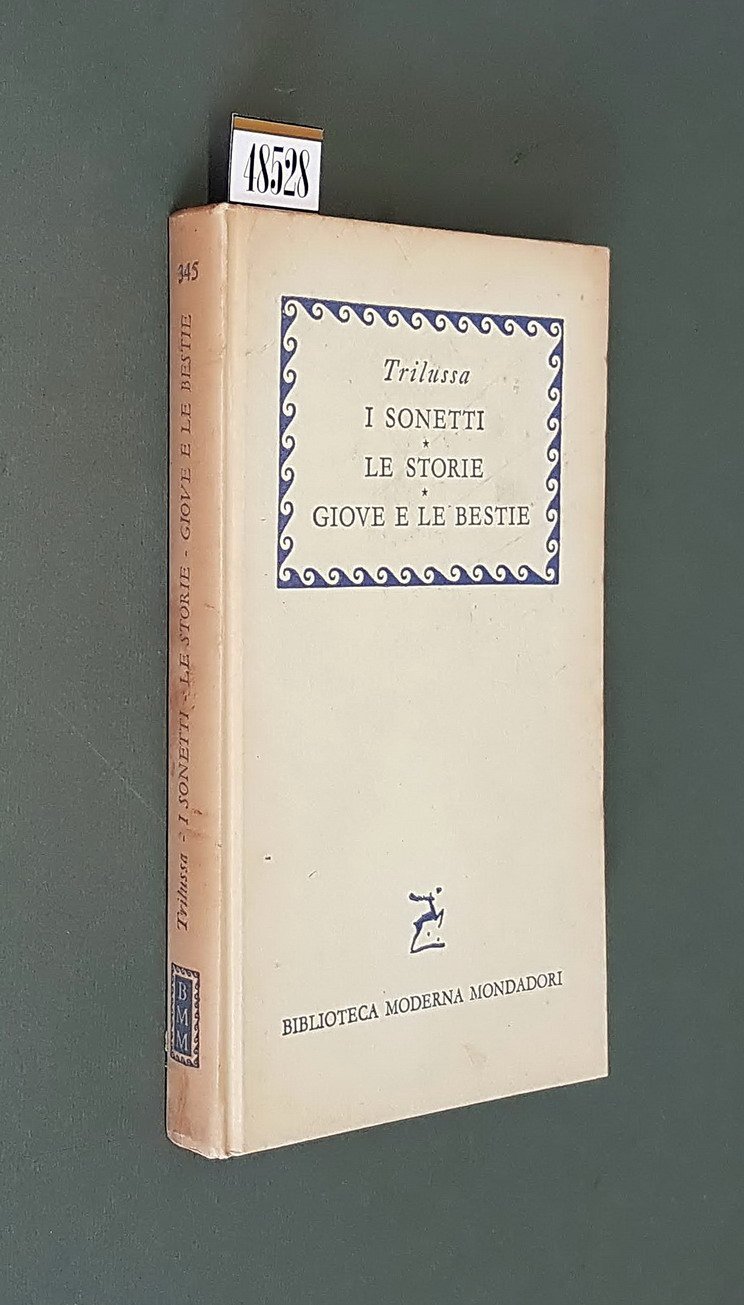 48528
345
Trilussa - I SONETTI - LE STORIE - GIOVE E LE BESTIE
BMM
Trilussa
I SONETTI
★
LE STORIE
★
GIOVE E LE BESTIE
BIBLIOTECA MODERNA MONDADORI